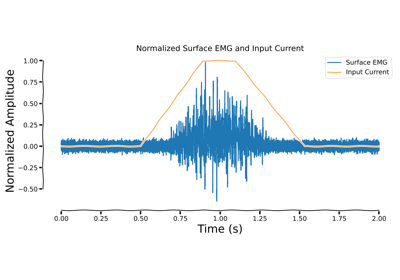 Normalized Surface EMG and Input Current
Surface EMG
Input Current
Normalized Amplitude
1.00
0.75
0.50
0.25
0.00
−0.25
−0.50
0.00 0.25 0.50 0.75 1.00 1.25 1.50 1.75 2.00
Time (s)